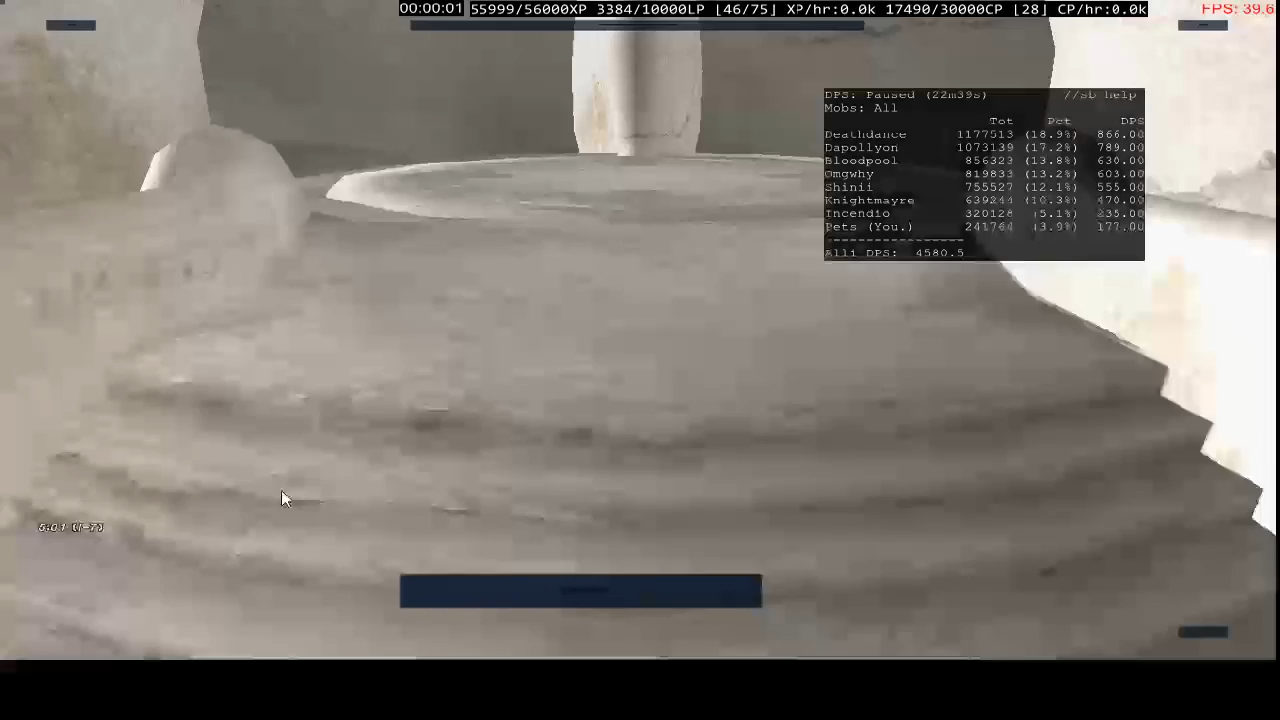 00:00:01 55999/56000XP 3384/10000LP [46/75] XP/hr:0.0k 17490/30000CP [28] CP/hr:0.0k FPS: 39.6
DPS: Paused (22m39s) //sb help
Mobs: All
Tot Pct DPS
Deathdance 1177513 (18.9%) 866.00
Dapollyon 1073139 (17.2%) 789.00
Bloodpool 856323 (13.8%) 630.00
Omgwhy 819833 (13.2%) 603.00
Shinii 755527 (12.1%) 555.00
Knightmayre 639244 (10.3%) 470.00
Incendio 320128 (5.1%) 235.00
Pets (You.) 241764 (3.9%) 177.00
-----------------
Alli DPS: 4580.5